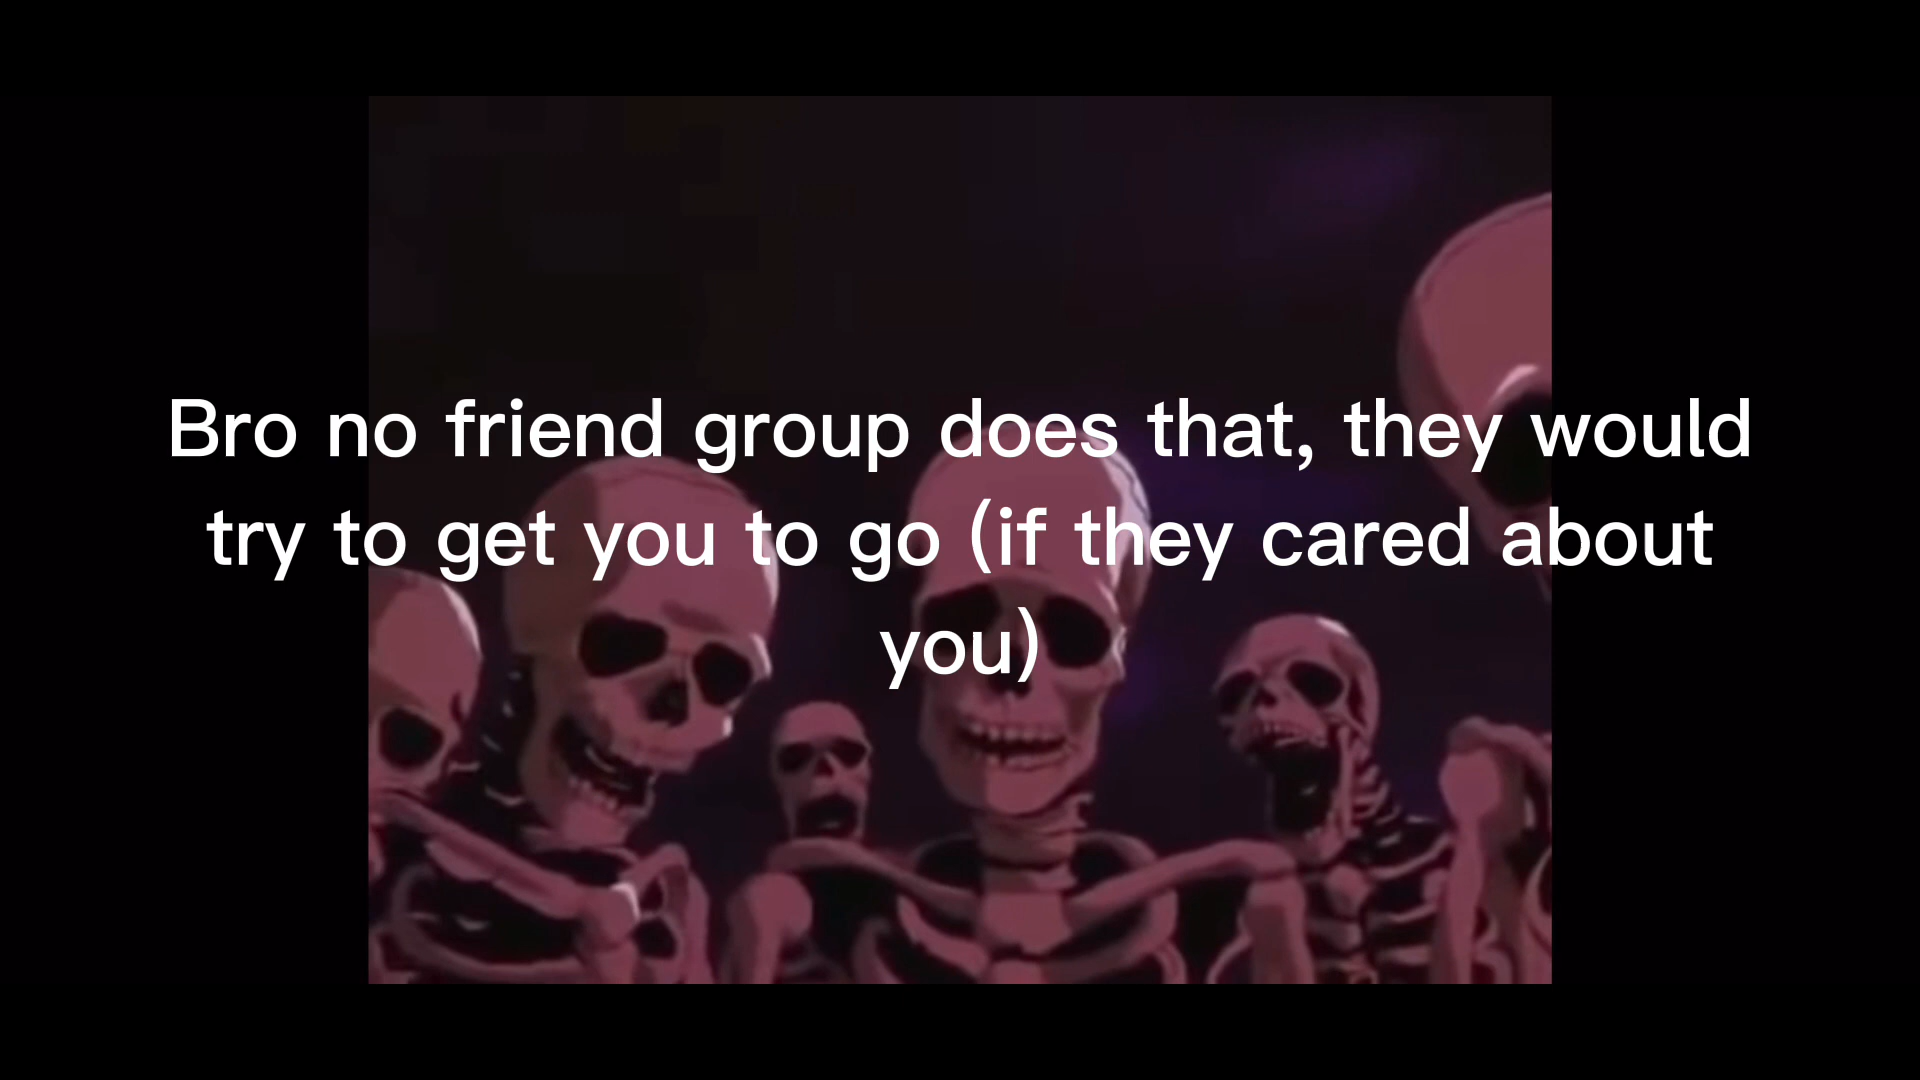 Bro no friend group does that, they would
try to get you to go (if they cared about
you)